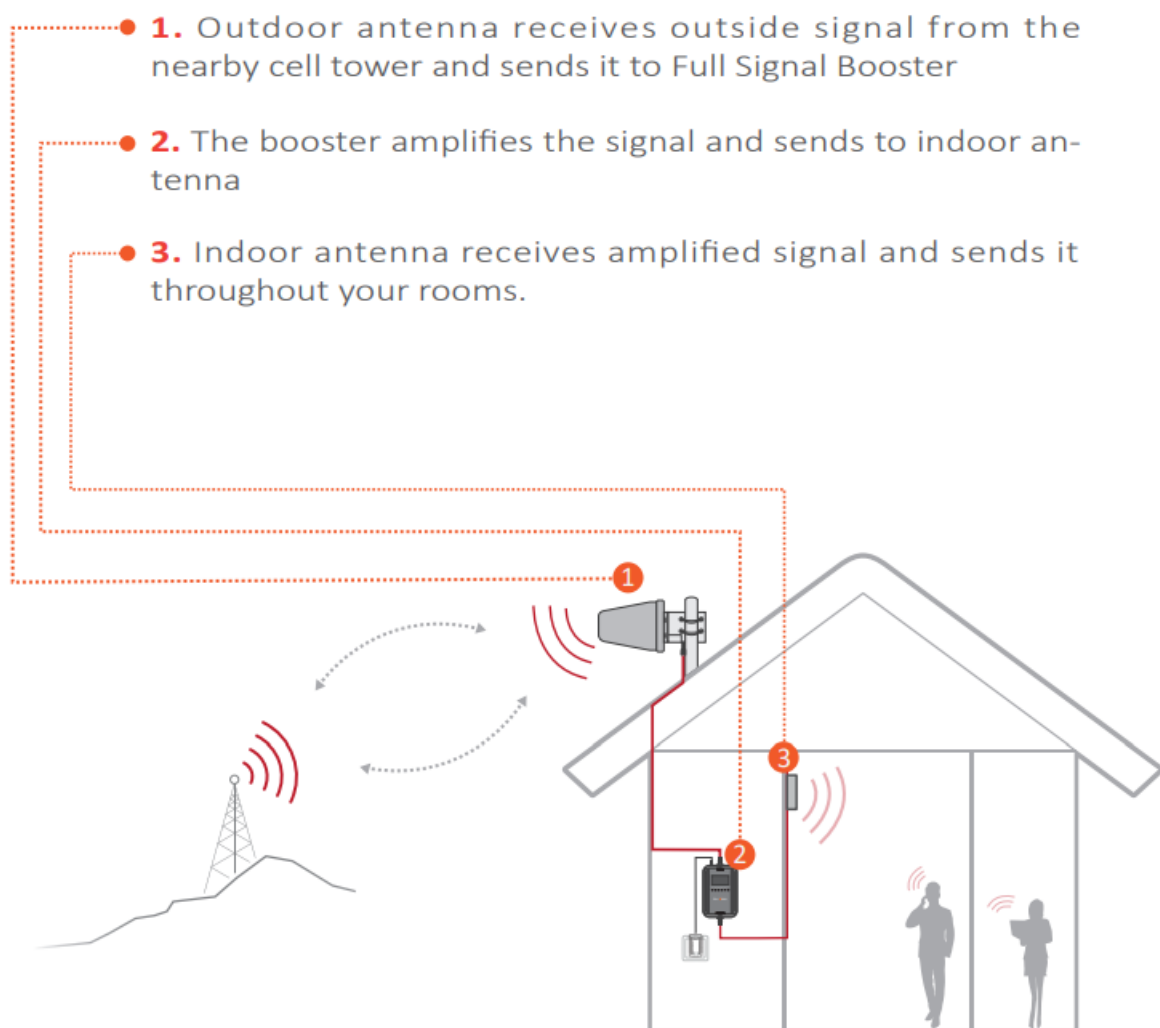 1. Outdoor antenna receives outside signal from the
nearby cell tower and sends it to Full Signal Booster
2. The booster amplifies the signal and sends to indoor an-
tenna
3. Indoor antenna receives amplified signal and sends it
throughout your rooms.
1
3
2